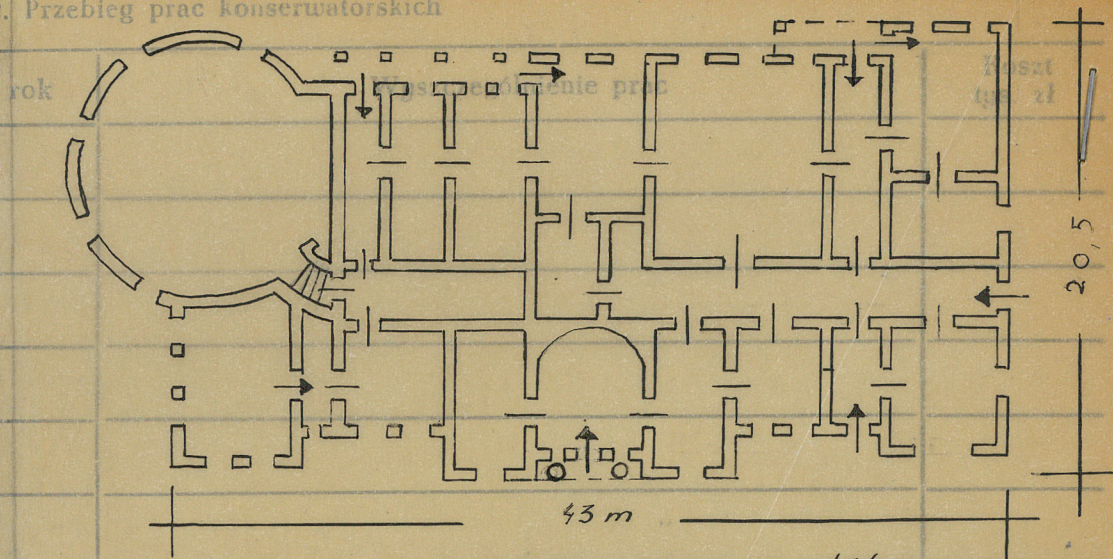 . Przebieg prac konserwatorskich
rok
Wyszczególnienie prac
Koszt
tys. zł
20,5
43 m